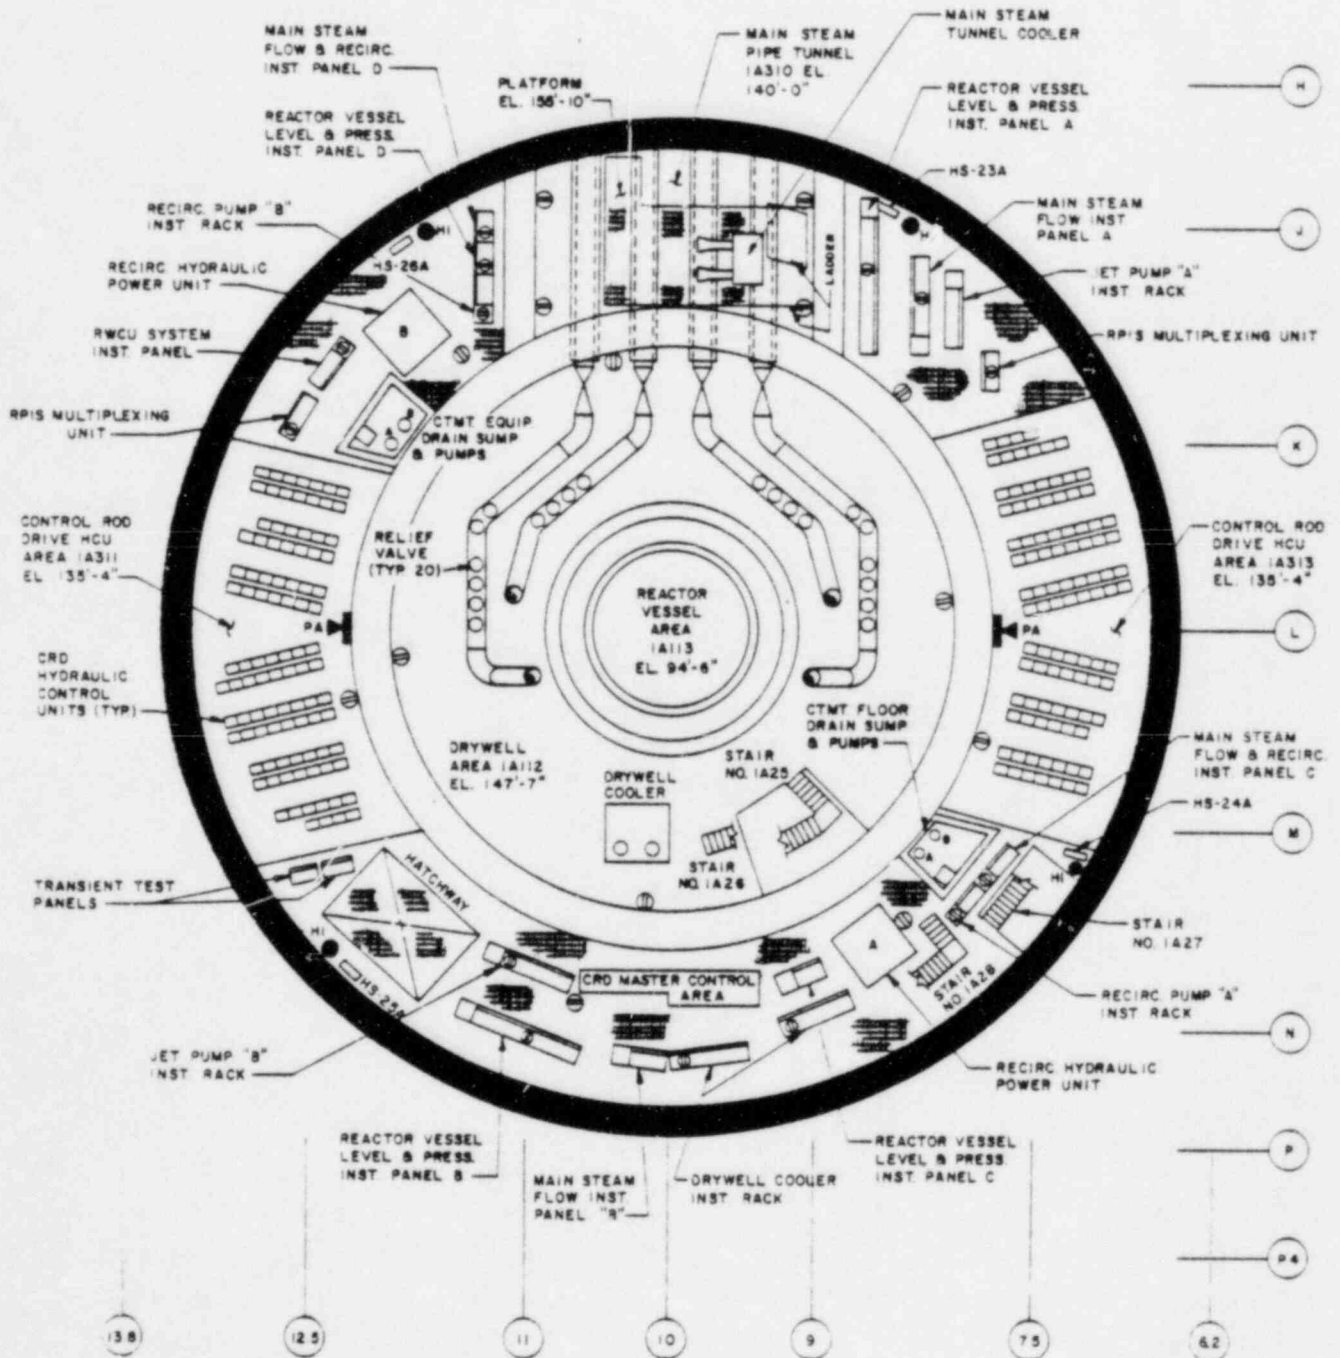 MAIN STEAM
FLOW & RECIRC.
INST. PANEL D
PLATFORM
EL. 155'-10"
MAIN STEAM
PIPE TUNNEL
1A310 EL.
140'-0"
MAIN STEAM
TUNNEL COOLER
REACTOR VESSEL
LEVEL & PRESS.
INST. PANEL D
REACTOR VESSEL
LEVEL & PRESS.
INST. PANEL A
HS-23A
RECIRC. PUMP "B"
INST RACK
H1
MAIN STEAM
FLOW INST
PANEL A
HS-26A
RECIRC. HYDRAULIC
POWER UNIT
LADDER
JET PUMP "A"
INST. RACK
B
RWCU SYSTEM
INST. PANEL
RPIS MULTIPLEXING UNIT
RPIS MULTIPLEXING
UNIT
B
A
CTMT EQUIP.
DRAIN SUMP
& PUMPS
CONTROL ROD
DRIVE HCU
AREA 1A311
EL. 135'-4"
RELIEF
VALVE
(TYP. 20)
REACTOR
VESSEL
AREA
1A113
EL. 94'-6"
CONTROL ROD
DRIVE HCU
AREA 1A313
EL. 135'-4"
PA
PA
CRD
HYDRAULIC
CONTROL
UNITS (TYP)
CTMT FLOOR
DRAIN SUMP
& PUMPS
DRYWELL
AREA 1A112
EL. 147'-7"
DRYWELL
COOLER
STAIR
NO. 1A25
MAIN STEAM
FLOW & RECIRC.
INST. PANEL C
HS-24A
B
A
STAIR
NO. 1A26
H1
TRANSIENT TEST
PANELS
HATCHWAY
H1
HS-25A
A
STAIR
NO. 1A27
STAIR
NO. 1A28
CRD MASTER CONTROL
AREA
RECIRC. PUMP "A"
INST RACK
JET PUMP "B"
INST. RACK
RECIRC. HYDRAULIC
POWER UNIT
REACTOR VESSEL
LEVEL & PRESS.
INST. PANEL B
MAIN STEAM
FLOW INST.
PANEL "B"
DRYWELL COOLER
INST RACK
REACTOR VESSEL
LEVEL & PRESS.
INST. PANEL C
H
J
K
L
M
N
P
P4
13.8
12.5
11
10
9
7.5
6.2